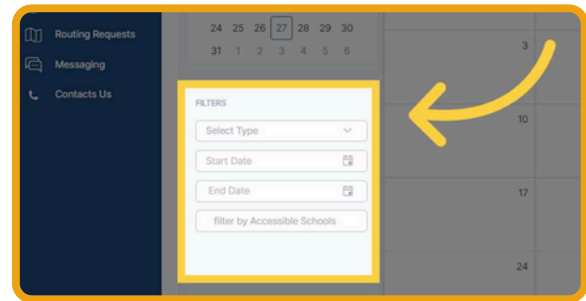 Routing Requests
Messaging
Contacts Us
24 25 26 27 28 29 30
31 1 2 3 4 5 6
FILTERS
Select Type
Start Date
End Date
filter by Accessible Schools
3
10
17
24